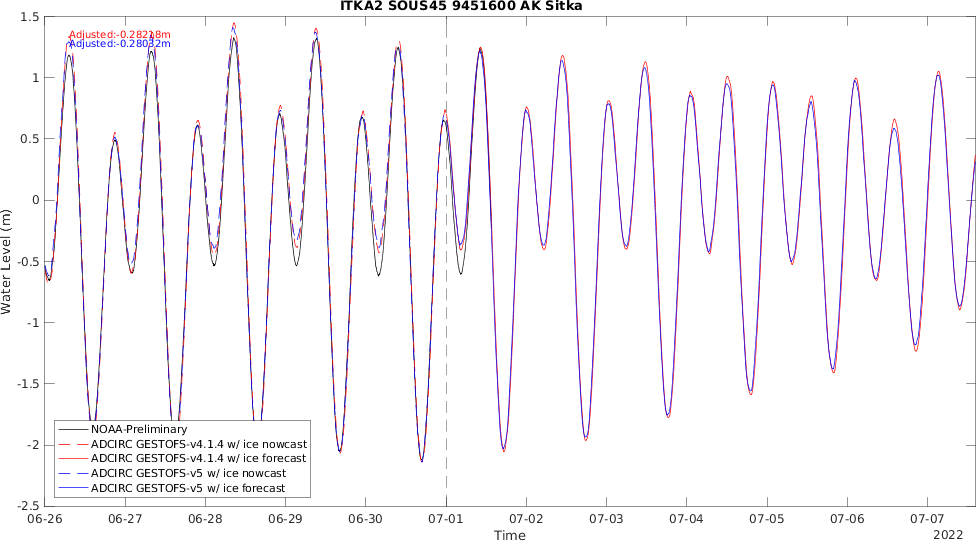 ITKA2 SOUS45 9451600 AK Sitka
1.5
1
0.5
0
-0.5
-1
-1.5
-2
-2.5
Water Level (m)
Adjusted:-0.28218m
Adjusted:-0.28032m
NOAA-Preliminary
ADCIRC GESTOFS-v4.1.4 w/ ice nowcast
ADCIRC GESTOFS-v4.1.4 w/ ice forecast
ADCIRC GESTOFS-v5 w/ ice nowcast
ADCIRC GESTOFS-v5 w/ ice forecast
06-26 06-27 06-28 06-29 06-30 07-01 07-02 07-03 07-04 07-05 07-06 07-07
Time
2022